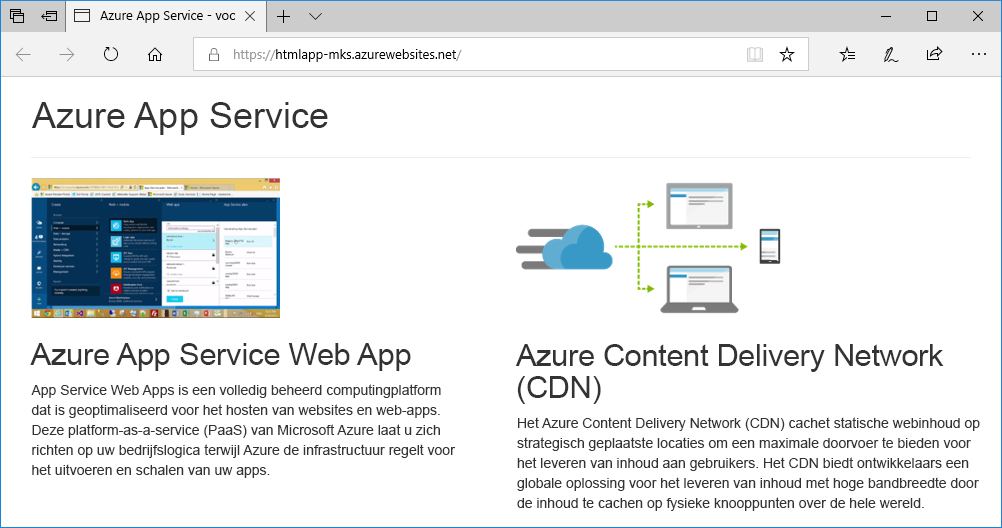 Azure App Service - voc
https://htmlapp-mks.azurewebsites.net/
Azure App Service
Azure App Service Web App
App Service Web Apps is een volledig beheerd computingplatform
dat is geoptimaliseerd voor het hosten van websites en web-apps.
Deze platform-as-a-service (PaaS) van Microsoft Azure laat u zich
richten op uw bedrijfslogica terwijl Azure de infrastructuur regelt voor
het uitvoeren en schalen van uw apps.
Azure Content Delivery Network
(CDN)
Het Azure Content Delivery Network (CDN) cachet statische webinhoud op
strategisch geplaatste locaties om een maximale doorvoer te bieden voor
het leveren van inhoud aan gebruikers. Het CDN biedt ontwikkelaars een
globale oplossing voor het leveren van inhoud met hoge bandbreedte door
de inhoud te cachen op fysieke knooppunten over de hele wereld.